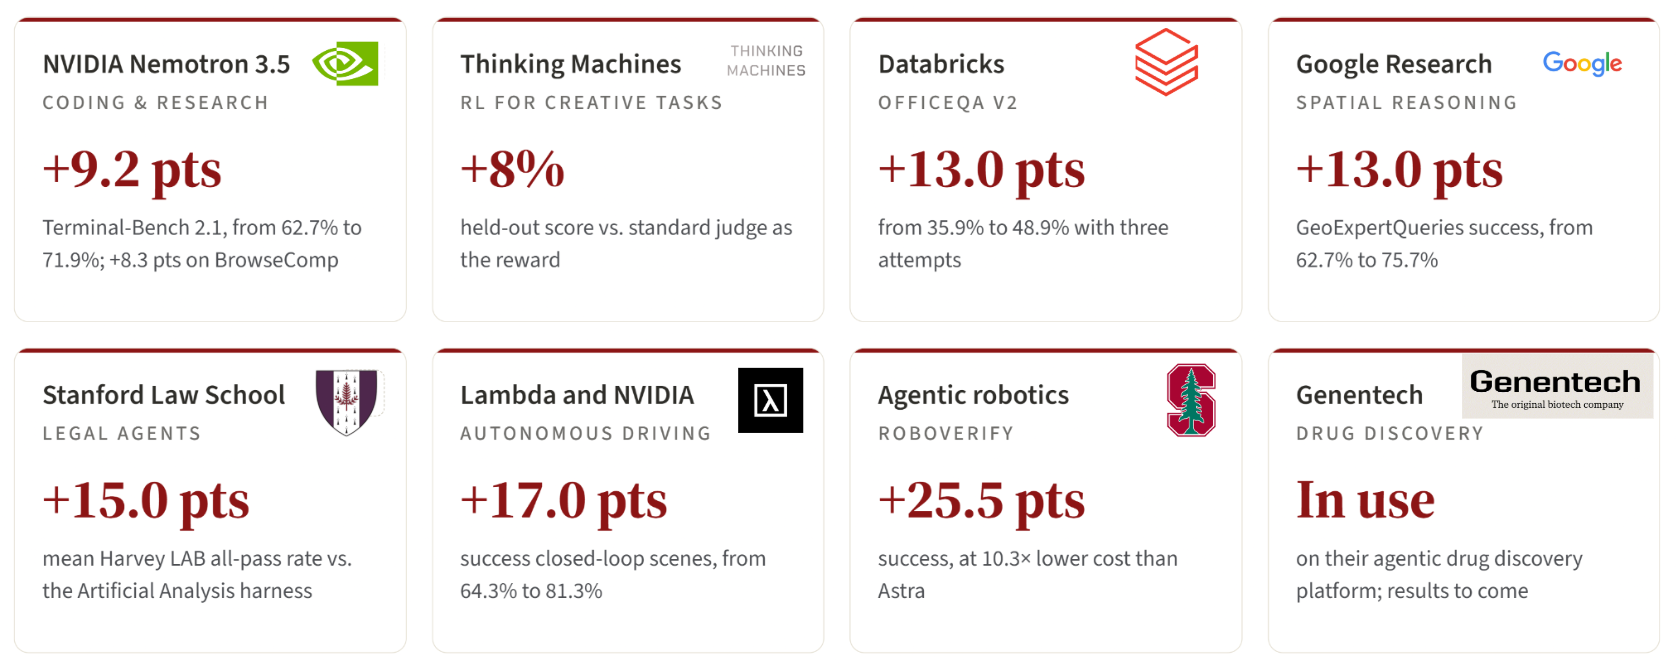 NVIDIA Nemotron 3.5
CODING & RESEARCH
+9.2 pts
Terminal-Bench 2.1, from 62.7% to
71.9%; +8.3 pts on BrowseComp
Thinking Machines
THINKING
MACHINES
RL FOR CREATIVE TASKS
+8%
held-out score vs. standard judge as
the reward
Databricks
OFFICEQA V2
+13.0 pts
from 35.9% to 48.9% with three
attempts
Google Research
Google
SPATIAL REASONING
+13.0 pts
GeoExpertQueries success, from
62.7% to 75.7%
Stanford Law School
LEGAL AGENTS
+15.0 pts
mean Harvey LAB all-pass rate vs.
the Artificial Analysis harness
Lambda and NVIDIA
λ
AUTONOMOUS DRIVING
+17.0 pts
success closed-loop scenes, from
64.3% to 81.3%
Agentic robotics
S
ROBOVERIFY
+25.5 pts
success, at 10.3× lower cost than
Astra
Genentech
Genentech
The original biotech company
DRUG DISCOVERY
In use
on their agentic drug discovery
platform; results to come